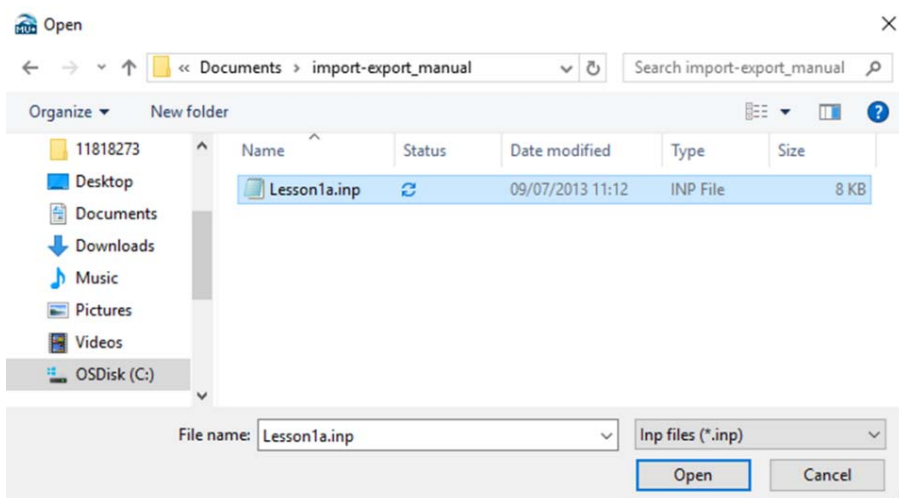 MU+ Open
« Documents › import-export_manual Search import-export_manual
Organize New folder ?
Name Status Date modified Type Size
11818273
Desktop
Documents
Downloads
Music
Pictures
Videos
OSDisk (C:)
Lesson1a.inp 09/07/2013 11:12 INP File 8 KB
File name: Lesson1a.inp Inp files (*.inp)
Open Cancel